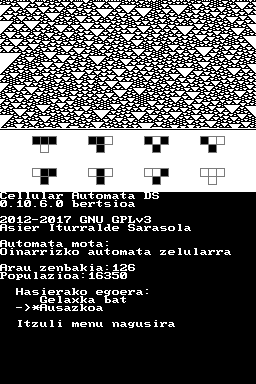 Cellular Automata DS
0.10.6.0 bertsioa
2012-2017 GNU GPLv3
Asier Iturralde Sarasola
Automata mota:
Oinarrizko automata zelularra
Arau zenbakia:126
Populazioa:16350
Hasierako egoera:
Gelaxka bat
->*Ausazkoa
Itzuli menu nagusira